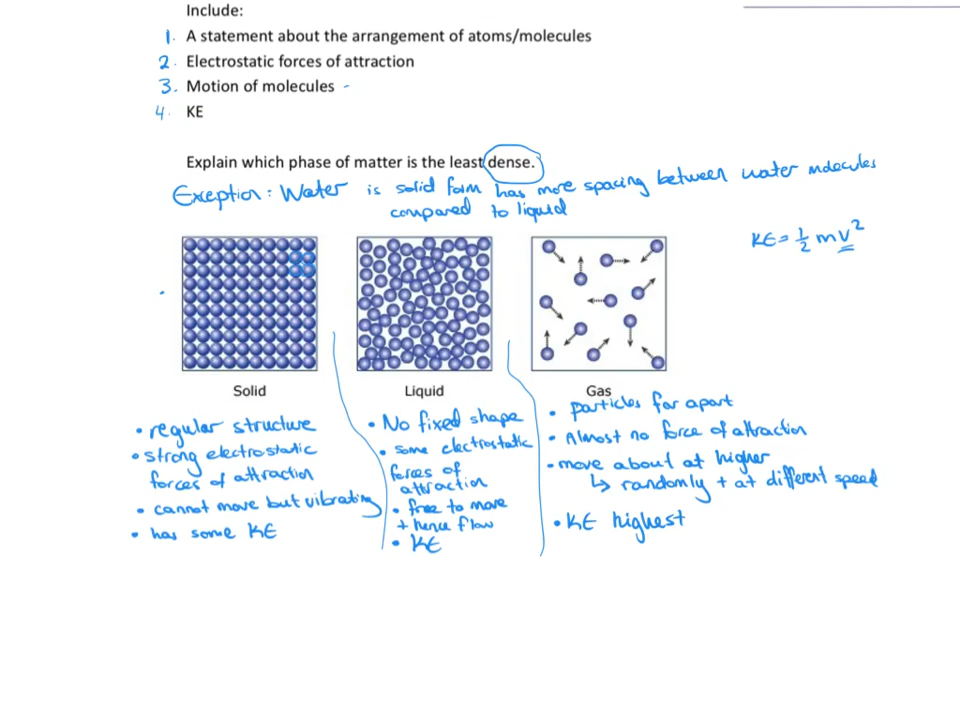 Include:
1. A statement about the arrangement of atoms/molecules
2. Electrostatic forces of attraction
3. Motion of molecules -
4. KE
Explain which phase of matter is the least dense.
Exeption: Water is solid form has more spacing between water molecules
compared to liquid
KE = 1/2 mv²
Solid
• regular structure
• strong electrostatic
forces of attraction
• cannot move but vibrating
• has some KE
Liquid
• No fixed shape
• some electrostatic
forces of
attraction
• free to move
+ hence flow
• KE
Gas
• particles far apart
• Almost no force of attraction
• move about at higher
↳ randomly + at different speed
• KE highest